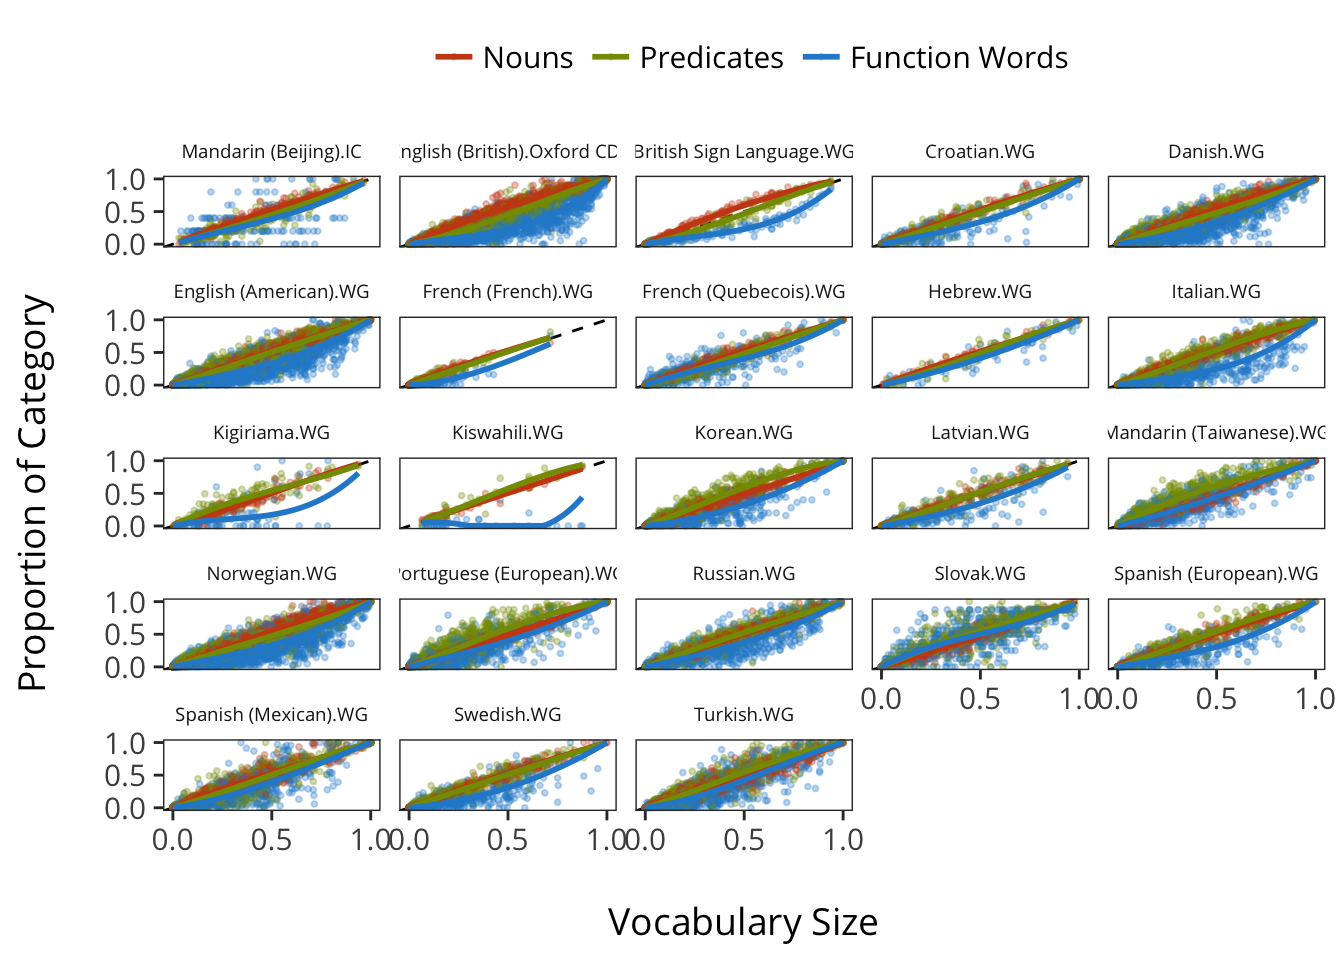 Nouns Predicates Function Words
Mandarin (Beijing).IC nglish (British).Oxford CD British Sign Language.WG Croatian.WG Danish.WG
1.0
0.5
0.0
English (American).WG French (French).WG French (Quebecois).WG Hebrew.WG Italian.WG
1.0
0.5
0.0
Kigiriama.WG Kiswahili.WG Korean.WG Latvian.WG Mandarin (Taiwanese).WG
1.0
0.5
0.0
Norwegian.WG Portuguese (European).WG Russian.WG Slovak.WG Spanish (European).WG
1.0
0.5
0.0
0.0 0.5 1.0 0.0 0.5 1.0
Spanish (Mexican).WG Swedish.WG Turkish.WG
1.0
0.5
0.0
0.0 0.5 1.0 0.0 0.5 1.0 0.0 0.5 1.0
Proportion of Category
Vocabulary Size